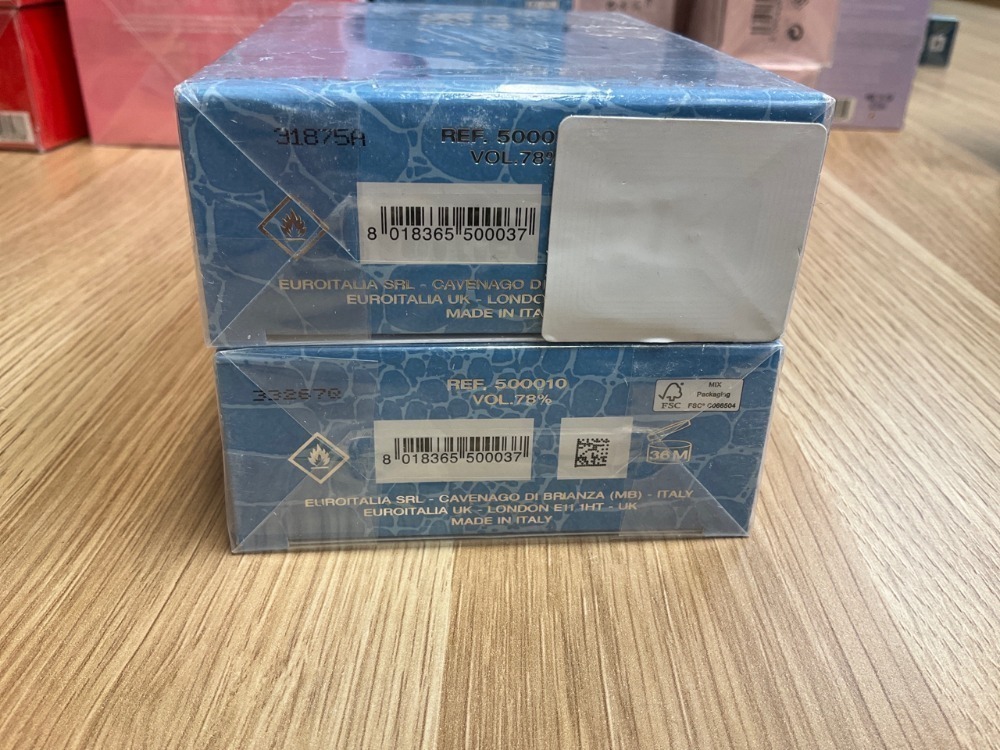 31875A
REF. 5000
VOL.78%
8 018365 500037
EUROITALIA SRL - CAVENAGO DI
EUROITALIA UK - LONDO
MADE IN ITA
REF. 500010
VOL.78%
FSC
MIX
Packaging
8 018365 500037
36 M
EUROITALIA SRL - CAVENAGO DI BRIANZA (MB) - ITALY
EUROITALIA UK - LONDON E11 1HT - UK
MADE IN ITALY